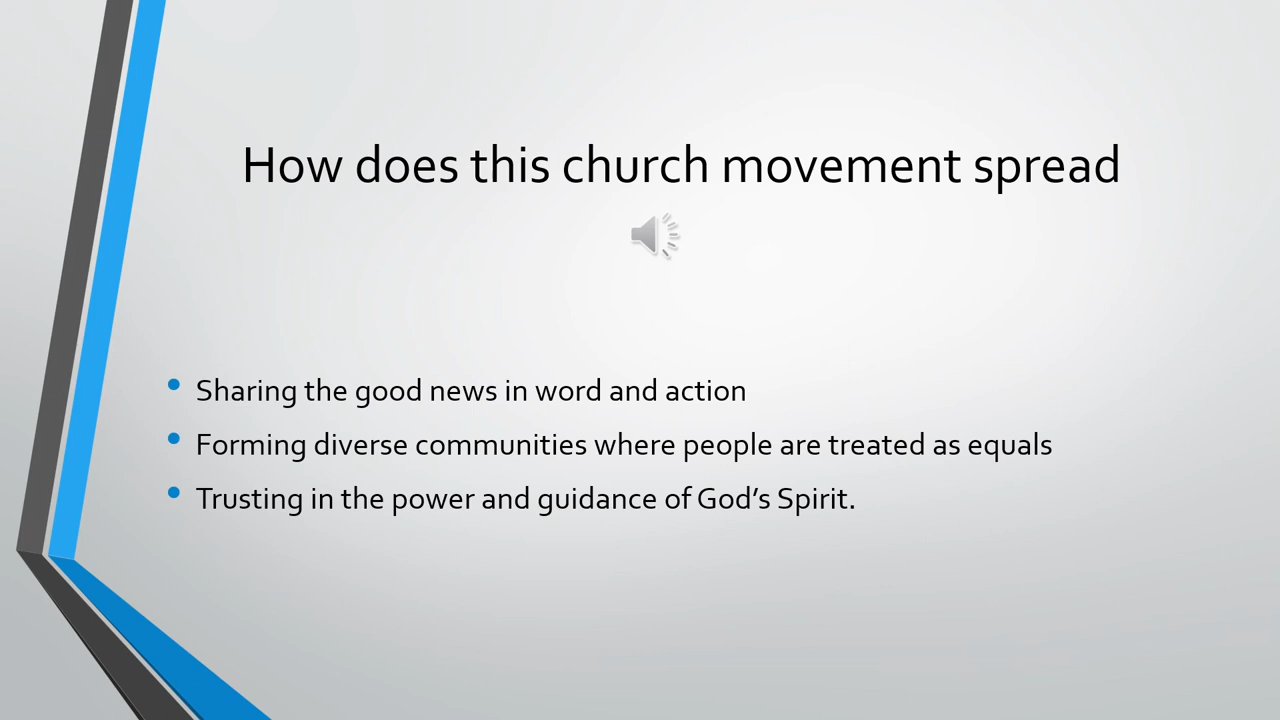 How does this church movement spread
• Sharing the good news in word and action
• Forming diverse communities where people are treated as equals
• Trusting in the power and guidance of God’s Spirit.